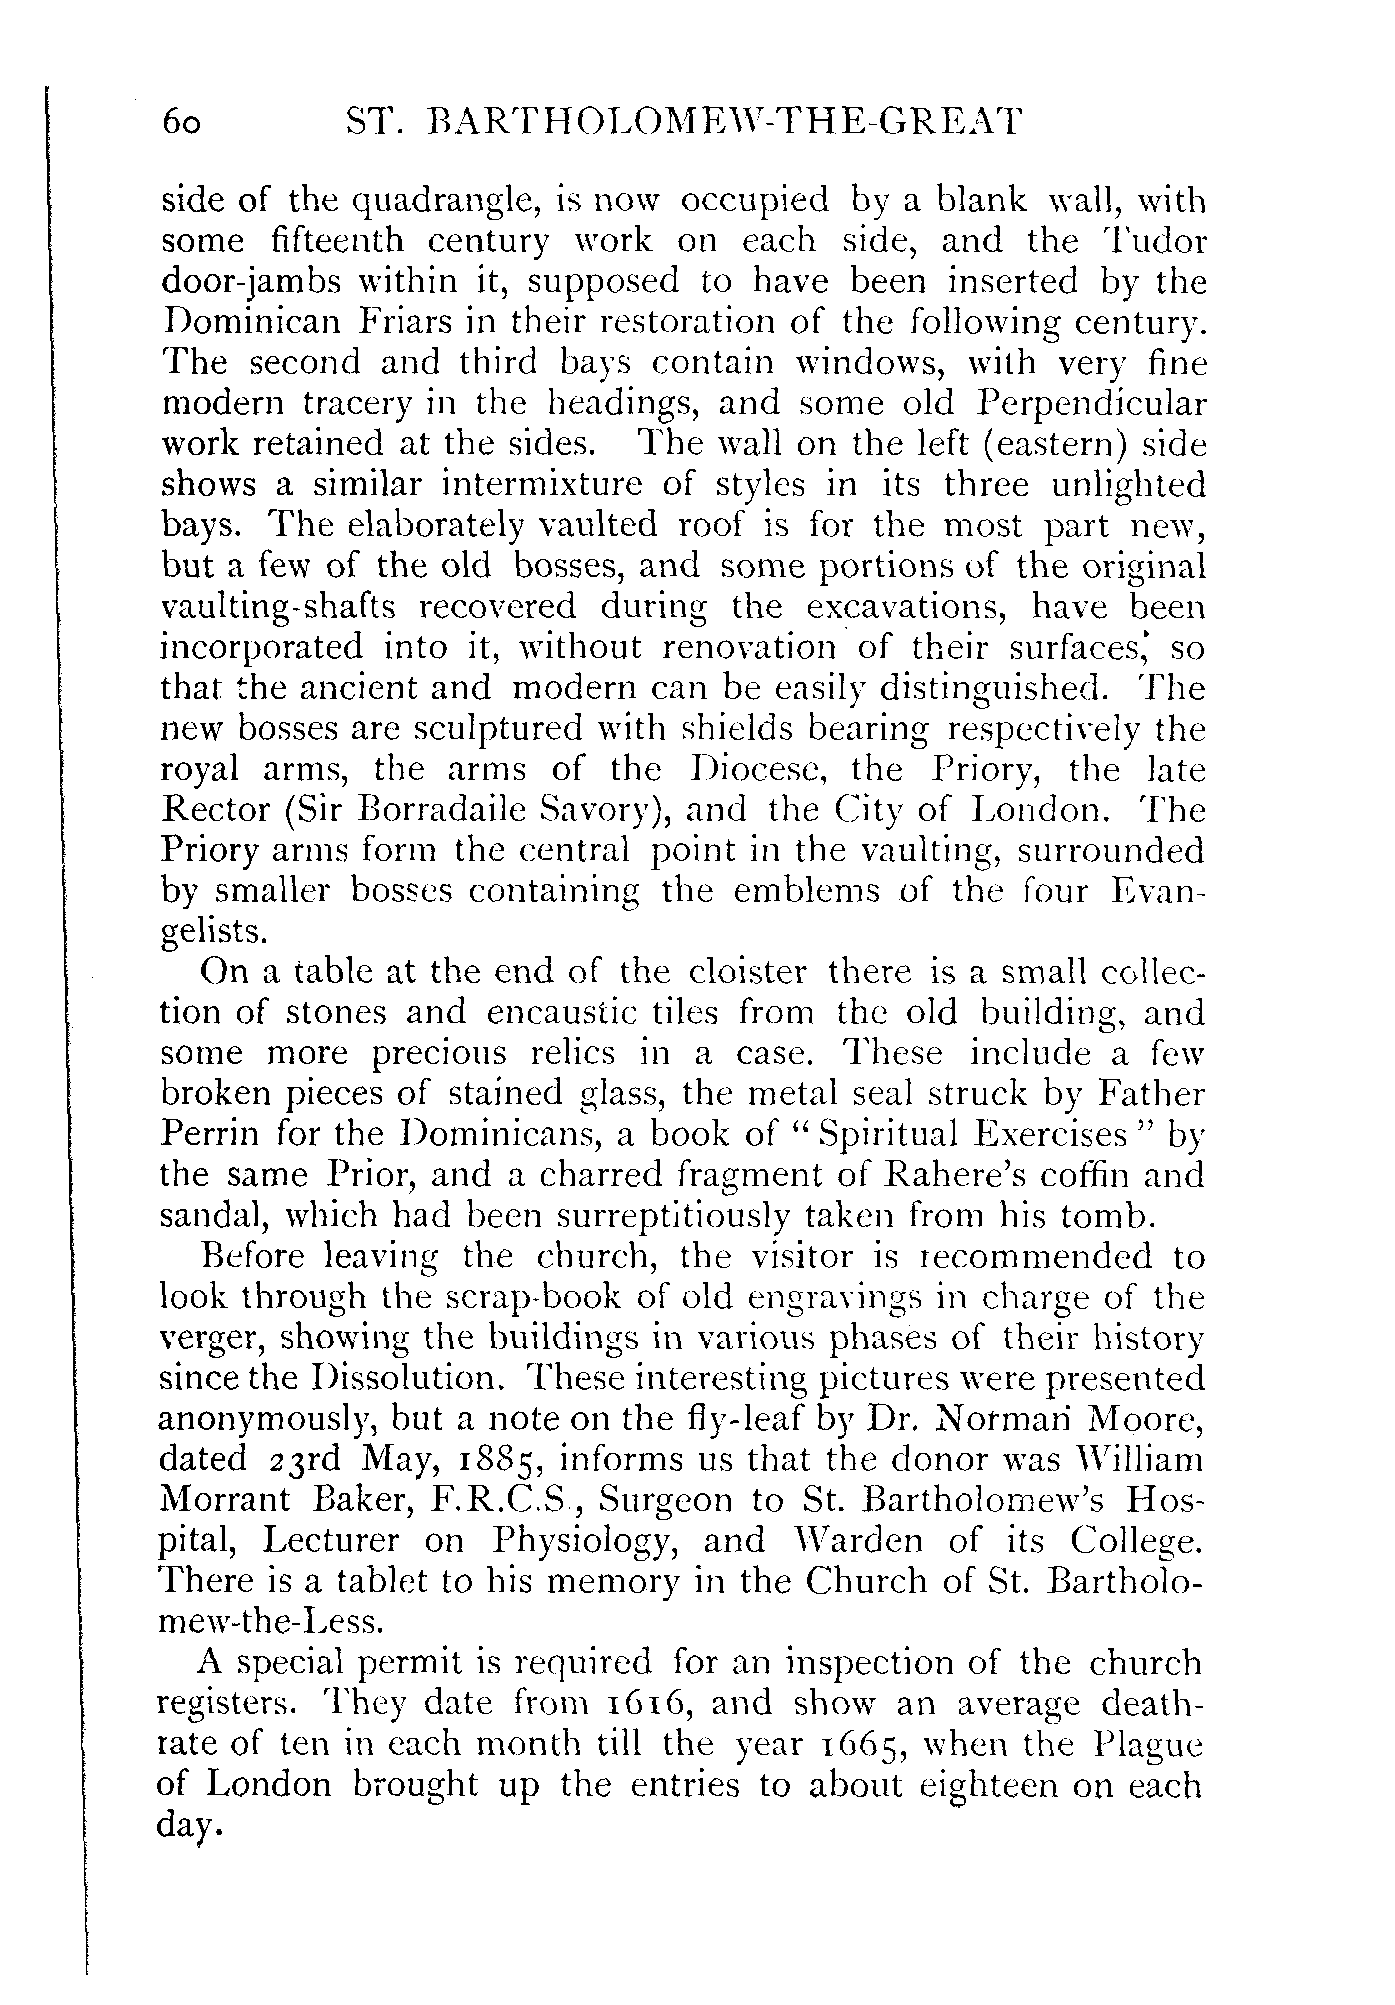 60 ST. BARTHOLOMEW-THE-GREAT
side of the quadrangle, is now occupied by a blank wall, with
some fifteenth century work on each side, and the Tudor
door-jambs within it, supposed to have been inserted by the
Dominican Friars in their restoration of the following century.
The second and third bays contain windows, with very fine
modern tracery in the headings, and some old Perpendicular
work retained at the sides. The wall on the left (eastern) side
shows a similar intermixture of styles in its three unlighted
bays. The elaborately vaulted roof is for the most part new,
but a few of the old bosses, and some portions of the original
vaulting-shafts recovered during the excavations, have been
incorporated into it, without renovation of their surfaces, so
that the ancient and modern can be easily distinguished. The
new bosses are sculptured with shields bearing respectively the
royal arms, the arms of the Diocese, the Priory, the late
Rector (Sir Borradaile Savory), and the City of London. The
Priory arms form the central point in the vaulting, surrounded
by smaller bosses containing the emblems of the four Evan-
gelists.
On a table at the end of the cloister there is a small collec-
tion of stones and encaustic tiles from the old building, and
some more precious relics in a case. These include a few
broken pieces of stained glass, the metal seal struck by Father
Perrin for the Dominicans, a book of "Spiritual Exercises" by
the same Prior, and a charred fragment of Rahere's coffin and
sandal, which had been surreptitiously taken from his tomb.
Before leaving the church, the visitor is recommended to
look through the scrap-book of old engravings in charge of the
verger, showing the buildings in various phases of their history
since the Dissolution. These interesting pictures were presented
anonymously, but a note on the fly-leaf by Dr. Norman Moore,
dated 23rd May, 1885, informs us that the donor was William
Morrant Baker, F.R.C.S., Surgeon to St. Bartholomew's Hos-
pital, Lecturer on Physiology, and Warden of its College.
There is a tablet to his memory in the Church of St. Bartholo-
mew-the-Less.
A special permit is required for an inspection of the church
registers. They date from 1616, and show an average death-
rate of ten in each month till the year 1665, when the Plague
of London brought up the entries to about eighteen on each
day.